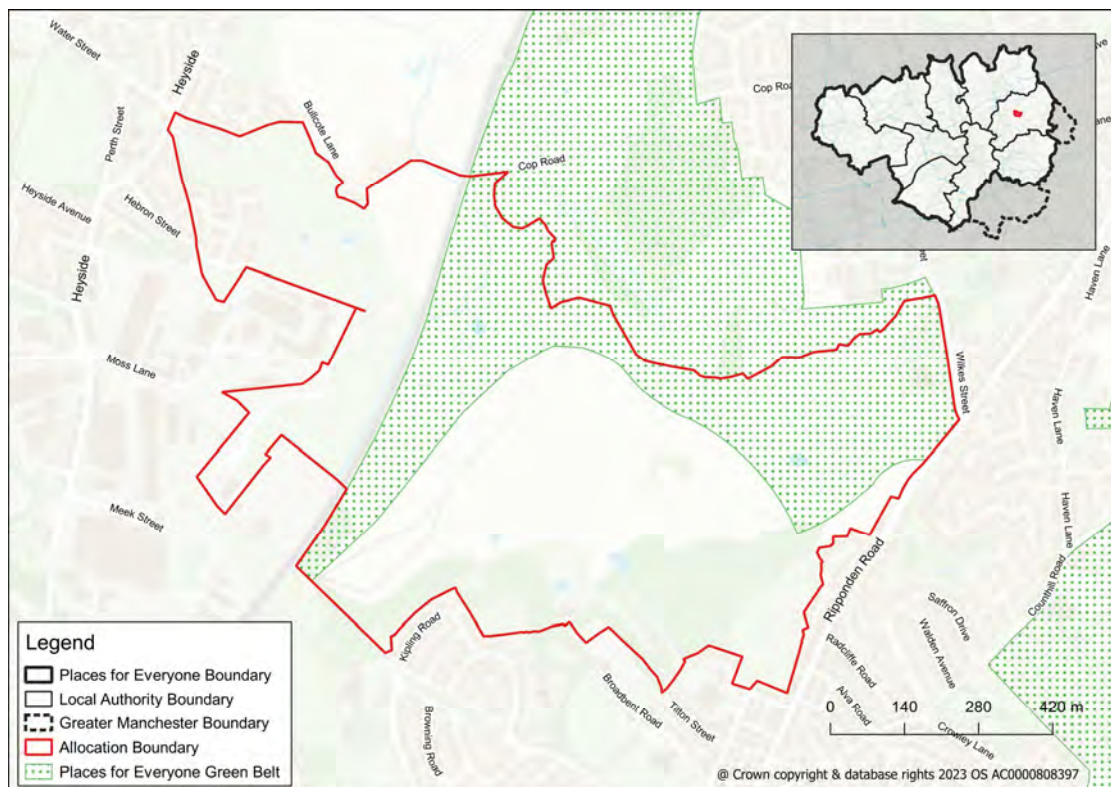 Water Street
Heyside
Perth Street
Bullcote Lane
Cop Road
Cop Roa
ve
ane
Heyside Avenue
Hebron Street
Heyside
reet
Haven Lane
Moss Lane
Wilkes Street
Haven Lane
Meek Street
Haven Lane
Ripponden Road
Counthill Road
Saffron Drive
Walden Avenue
Kipling Road
Radcliffe Road
Browning Road
Broadbent Road
Alva Road
Crowley Lane
0 140 280 420 m
Legend
Places for Everyone Boundary
Local Authority Boundary
Greater Manchester Boundary
Allocation Boundary
Places for Everyone Green Belt
@ Crown copyright & database rights 2023 OS AC0000808397